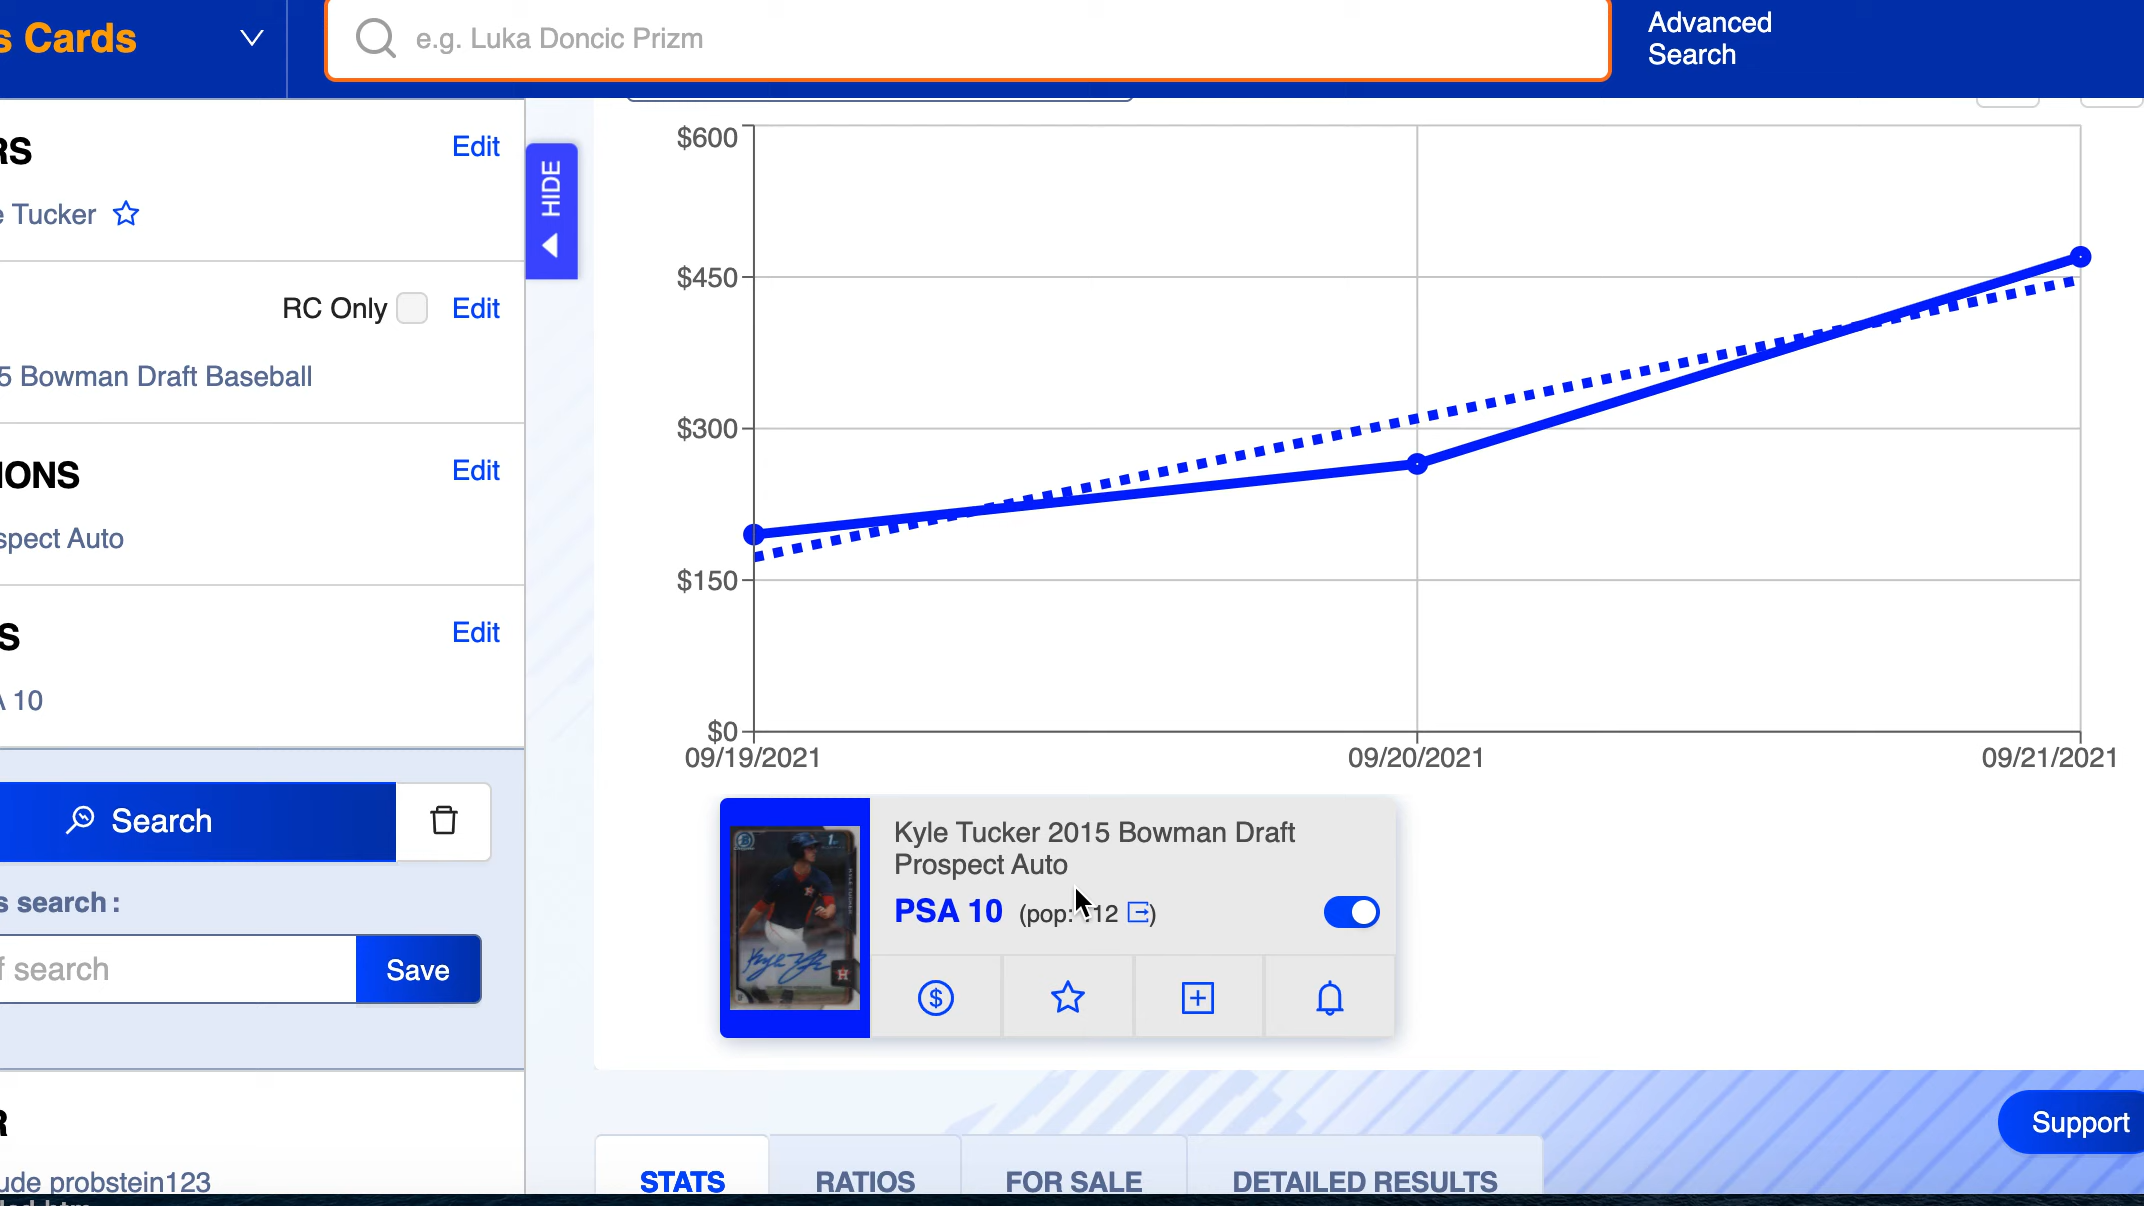 s Cards
e.g. Luka Doncic Prizm
Advanced
Search
RS
Edit
e Tucker
HIDE
RC Only
Edit
5 Bowman Draft Baseball
IONS
Edit
spect Auto
S
Edit
A 10
Search
s search :
f search
Save
R
ude probstein123
$600
$450
$300
$150
$0
09/19/2021
09/20/2021
09/21/2021
Kyle Tucker 2015 Bowman Draft
Prospect Auto
PSA 10 (pop: 12 )
Support
STATS
RATIOS
FOR SALE
DETAILED RESULTS